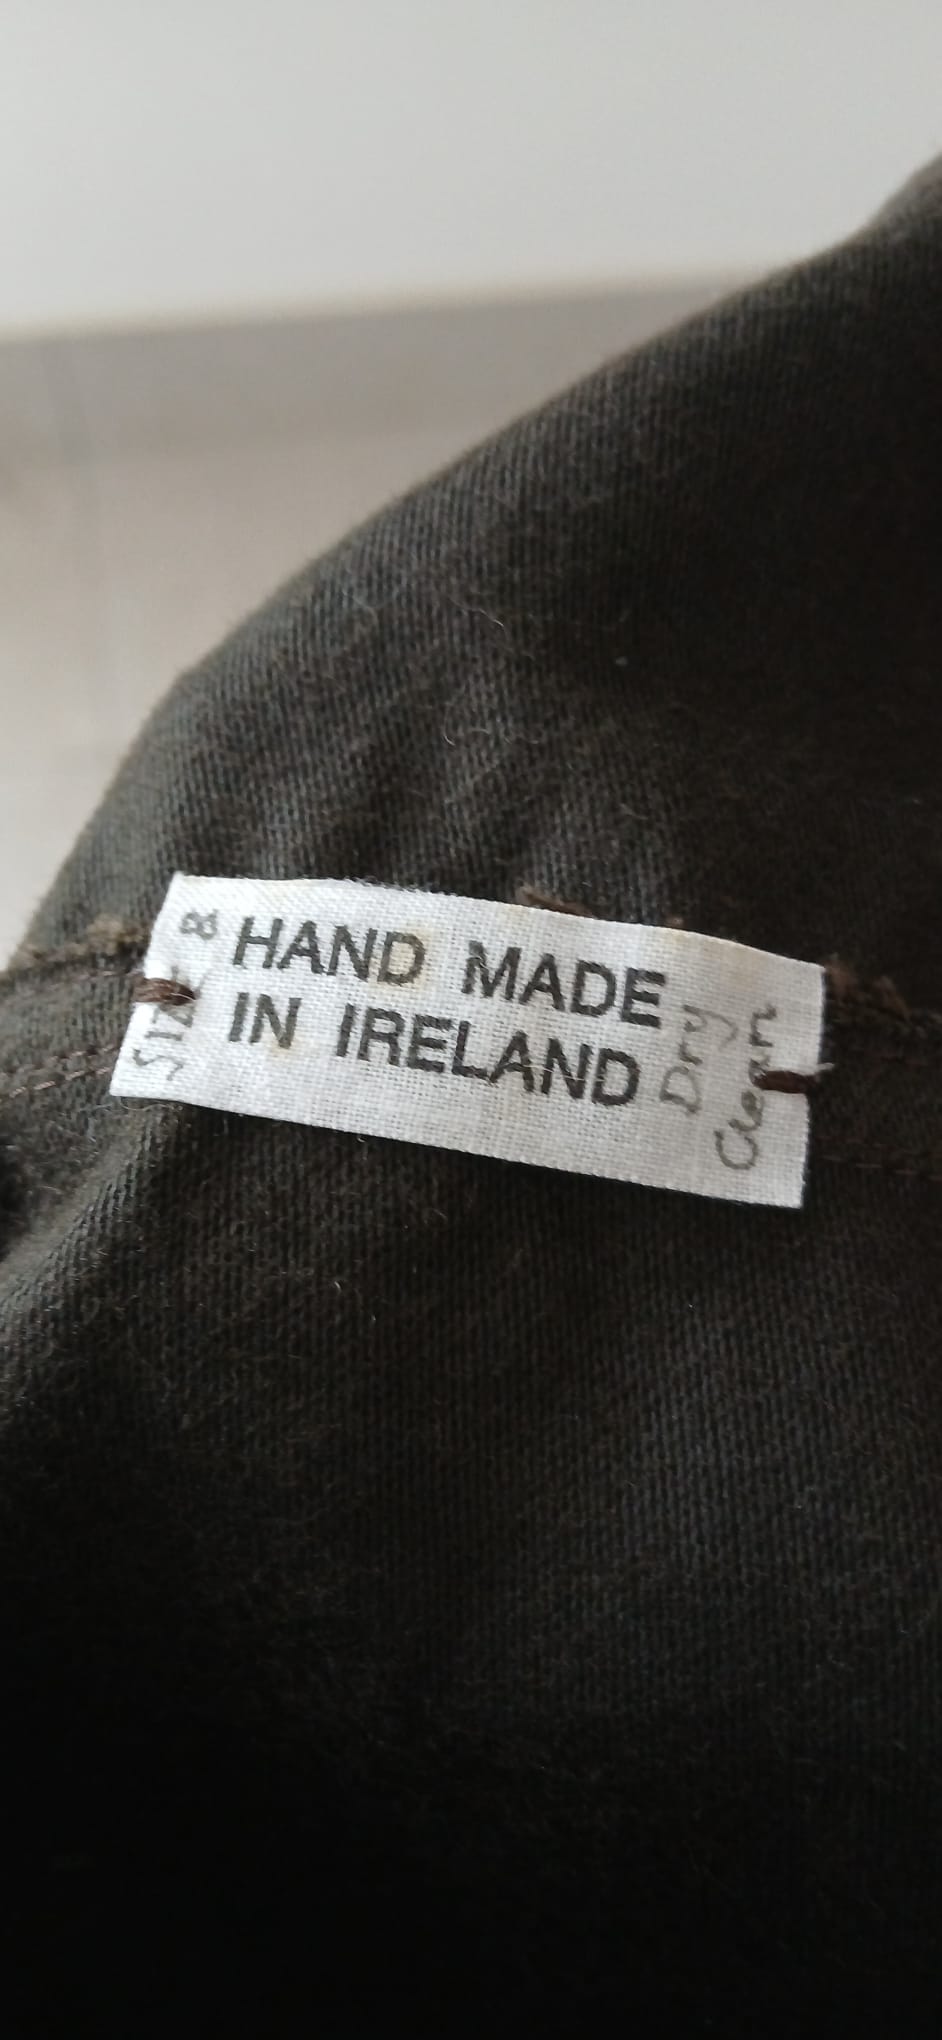 SIZE 8
HAND MADE
IN IRELAND
Dry
Clean